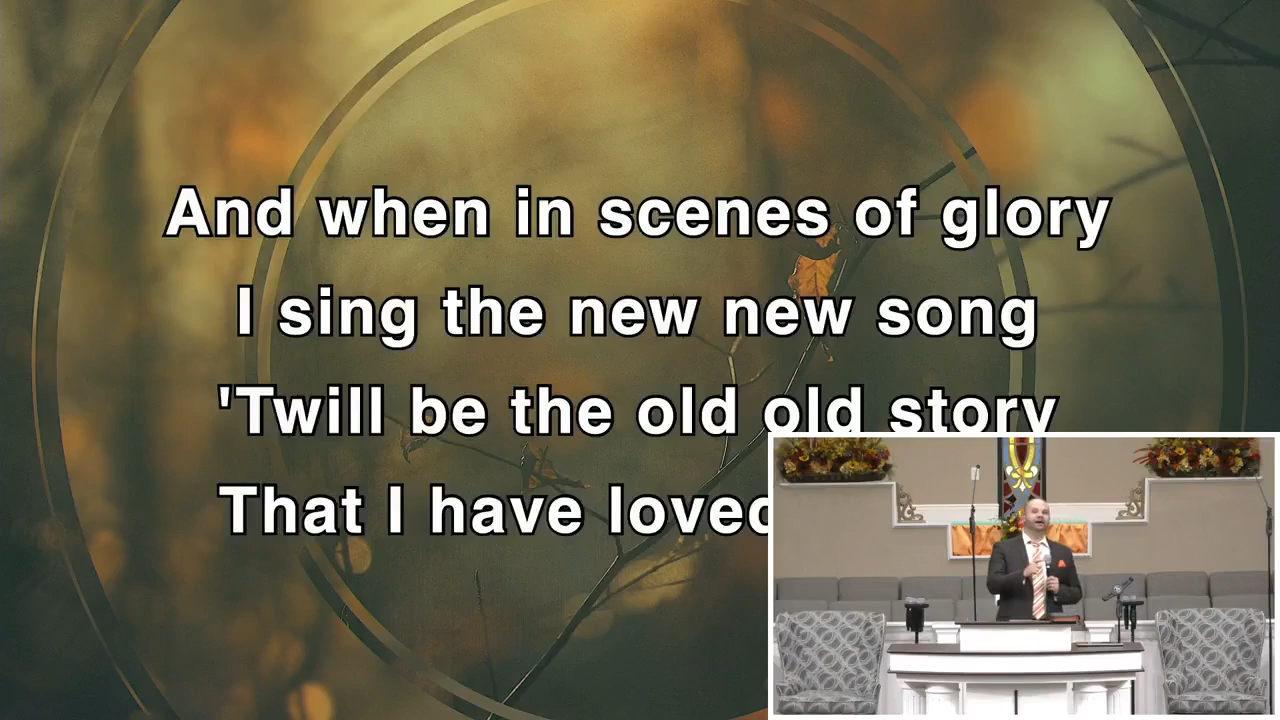 And when in scenes of glory
I sing the new new song
'Twill be the old old story
That I have loved